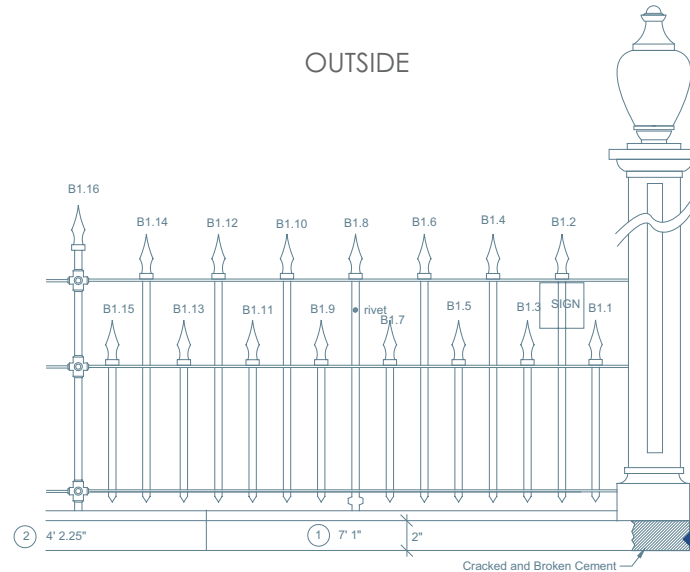 OUTSIDE
B1.16
B1.14
B1.12
B1.10
B1.8
B1.6
B1.4
B1.2
B1.15
B1.13
B1.11
B1.9
rivet
B1.7
B1.5
B1.3
SIGN
B1.1
2 4' 2.25"
1 7' 1"
2"
Cracked and Broken Cement